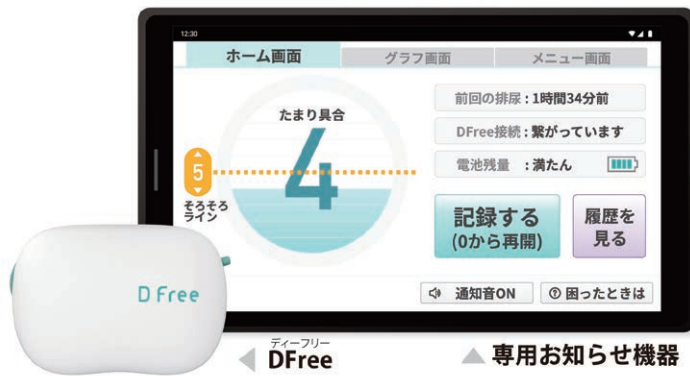 12:30
ホーム画面
グラフ画面
メニュー画面
たまり具合
4
5
そろそろ
ライン
前回の排尿 : 1時間34分前
DFree接続 : 繋がっています
電池残量 : 満たん
記録する
(0から再開)
履歴を
見る
通知音ON
? 困ったときは
D Free
ディーフリー
◀ DFree
▲ 専用お知らせ機器